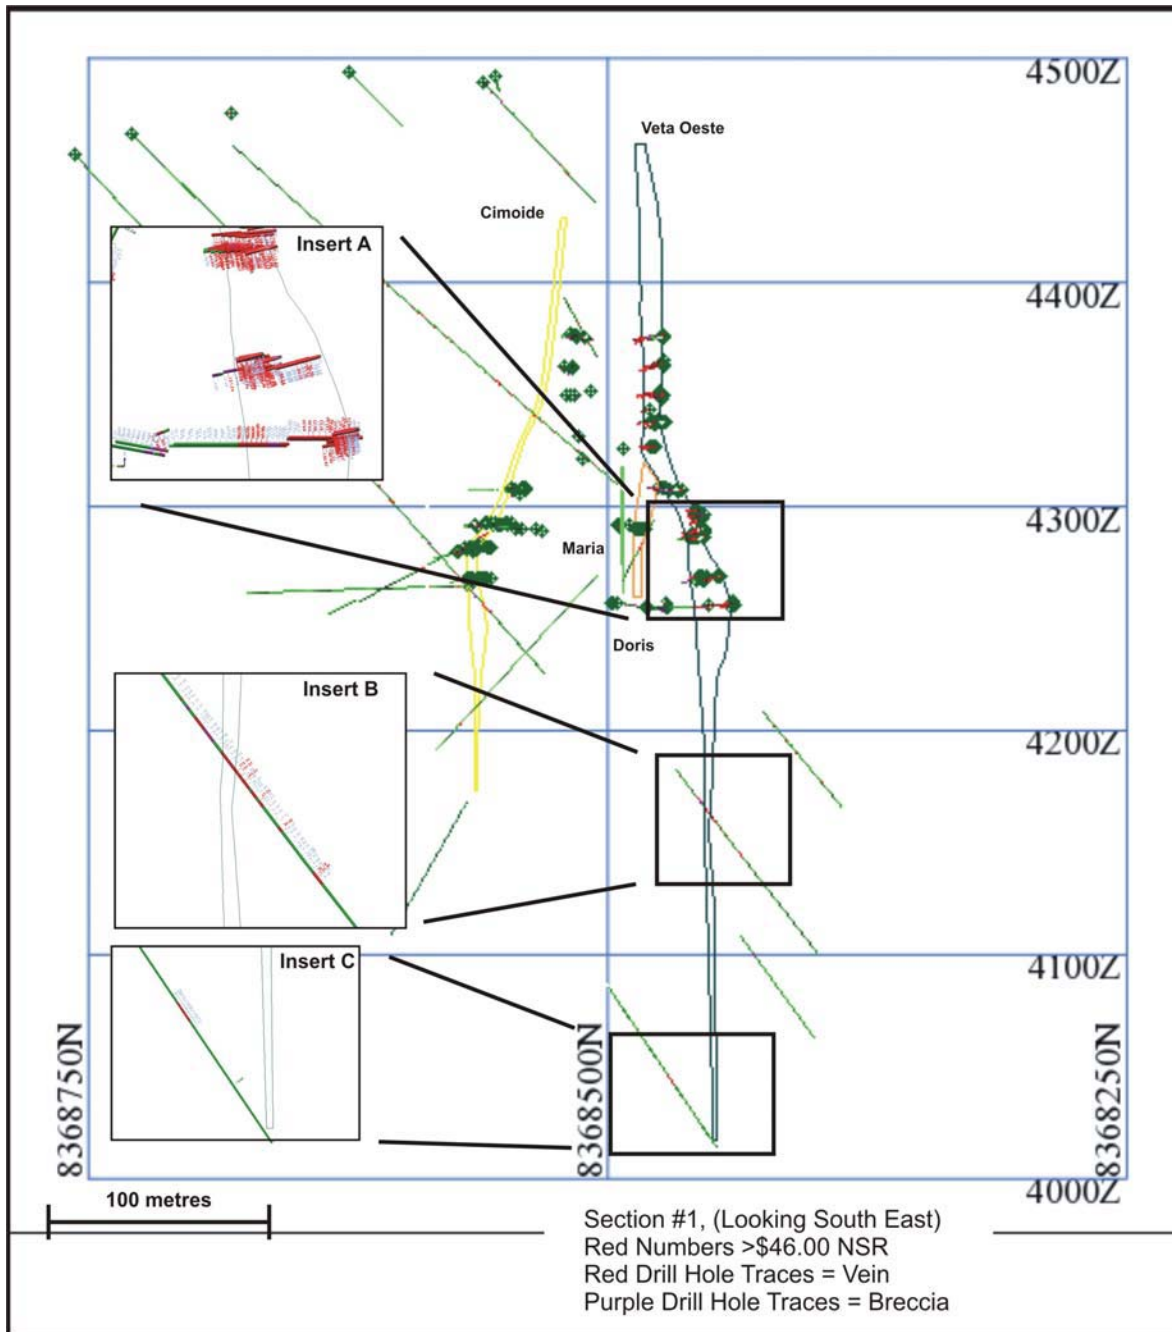 4500Z
Veta Oeste
Cimoide
Insert A
4400Z
4300Z
Maria
Doris
Insert B
4200Z
Insert C
4100Z
8368750N
8368500N
8368250N
4000Z
100 metres
Section #1, (Looking South East)
Red Numbers >$46.00 NSR
Red Drill Hole Traces = Vein
Purple Drill Hole Traces = Breccia